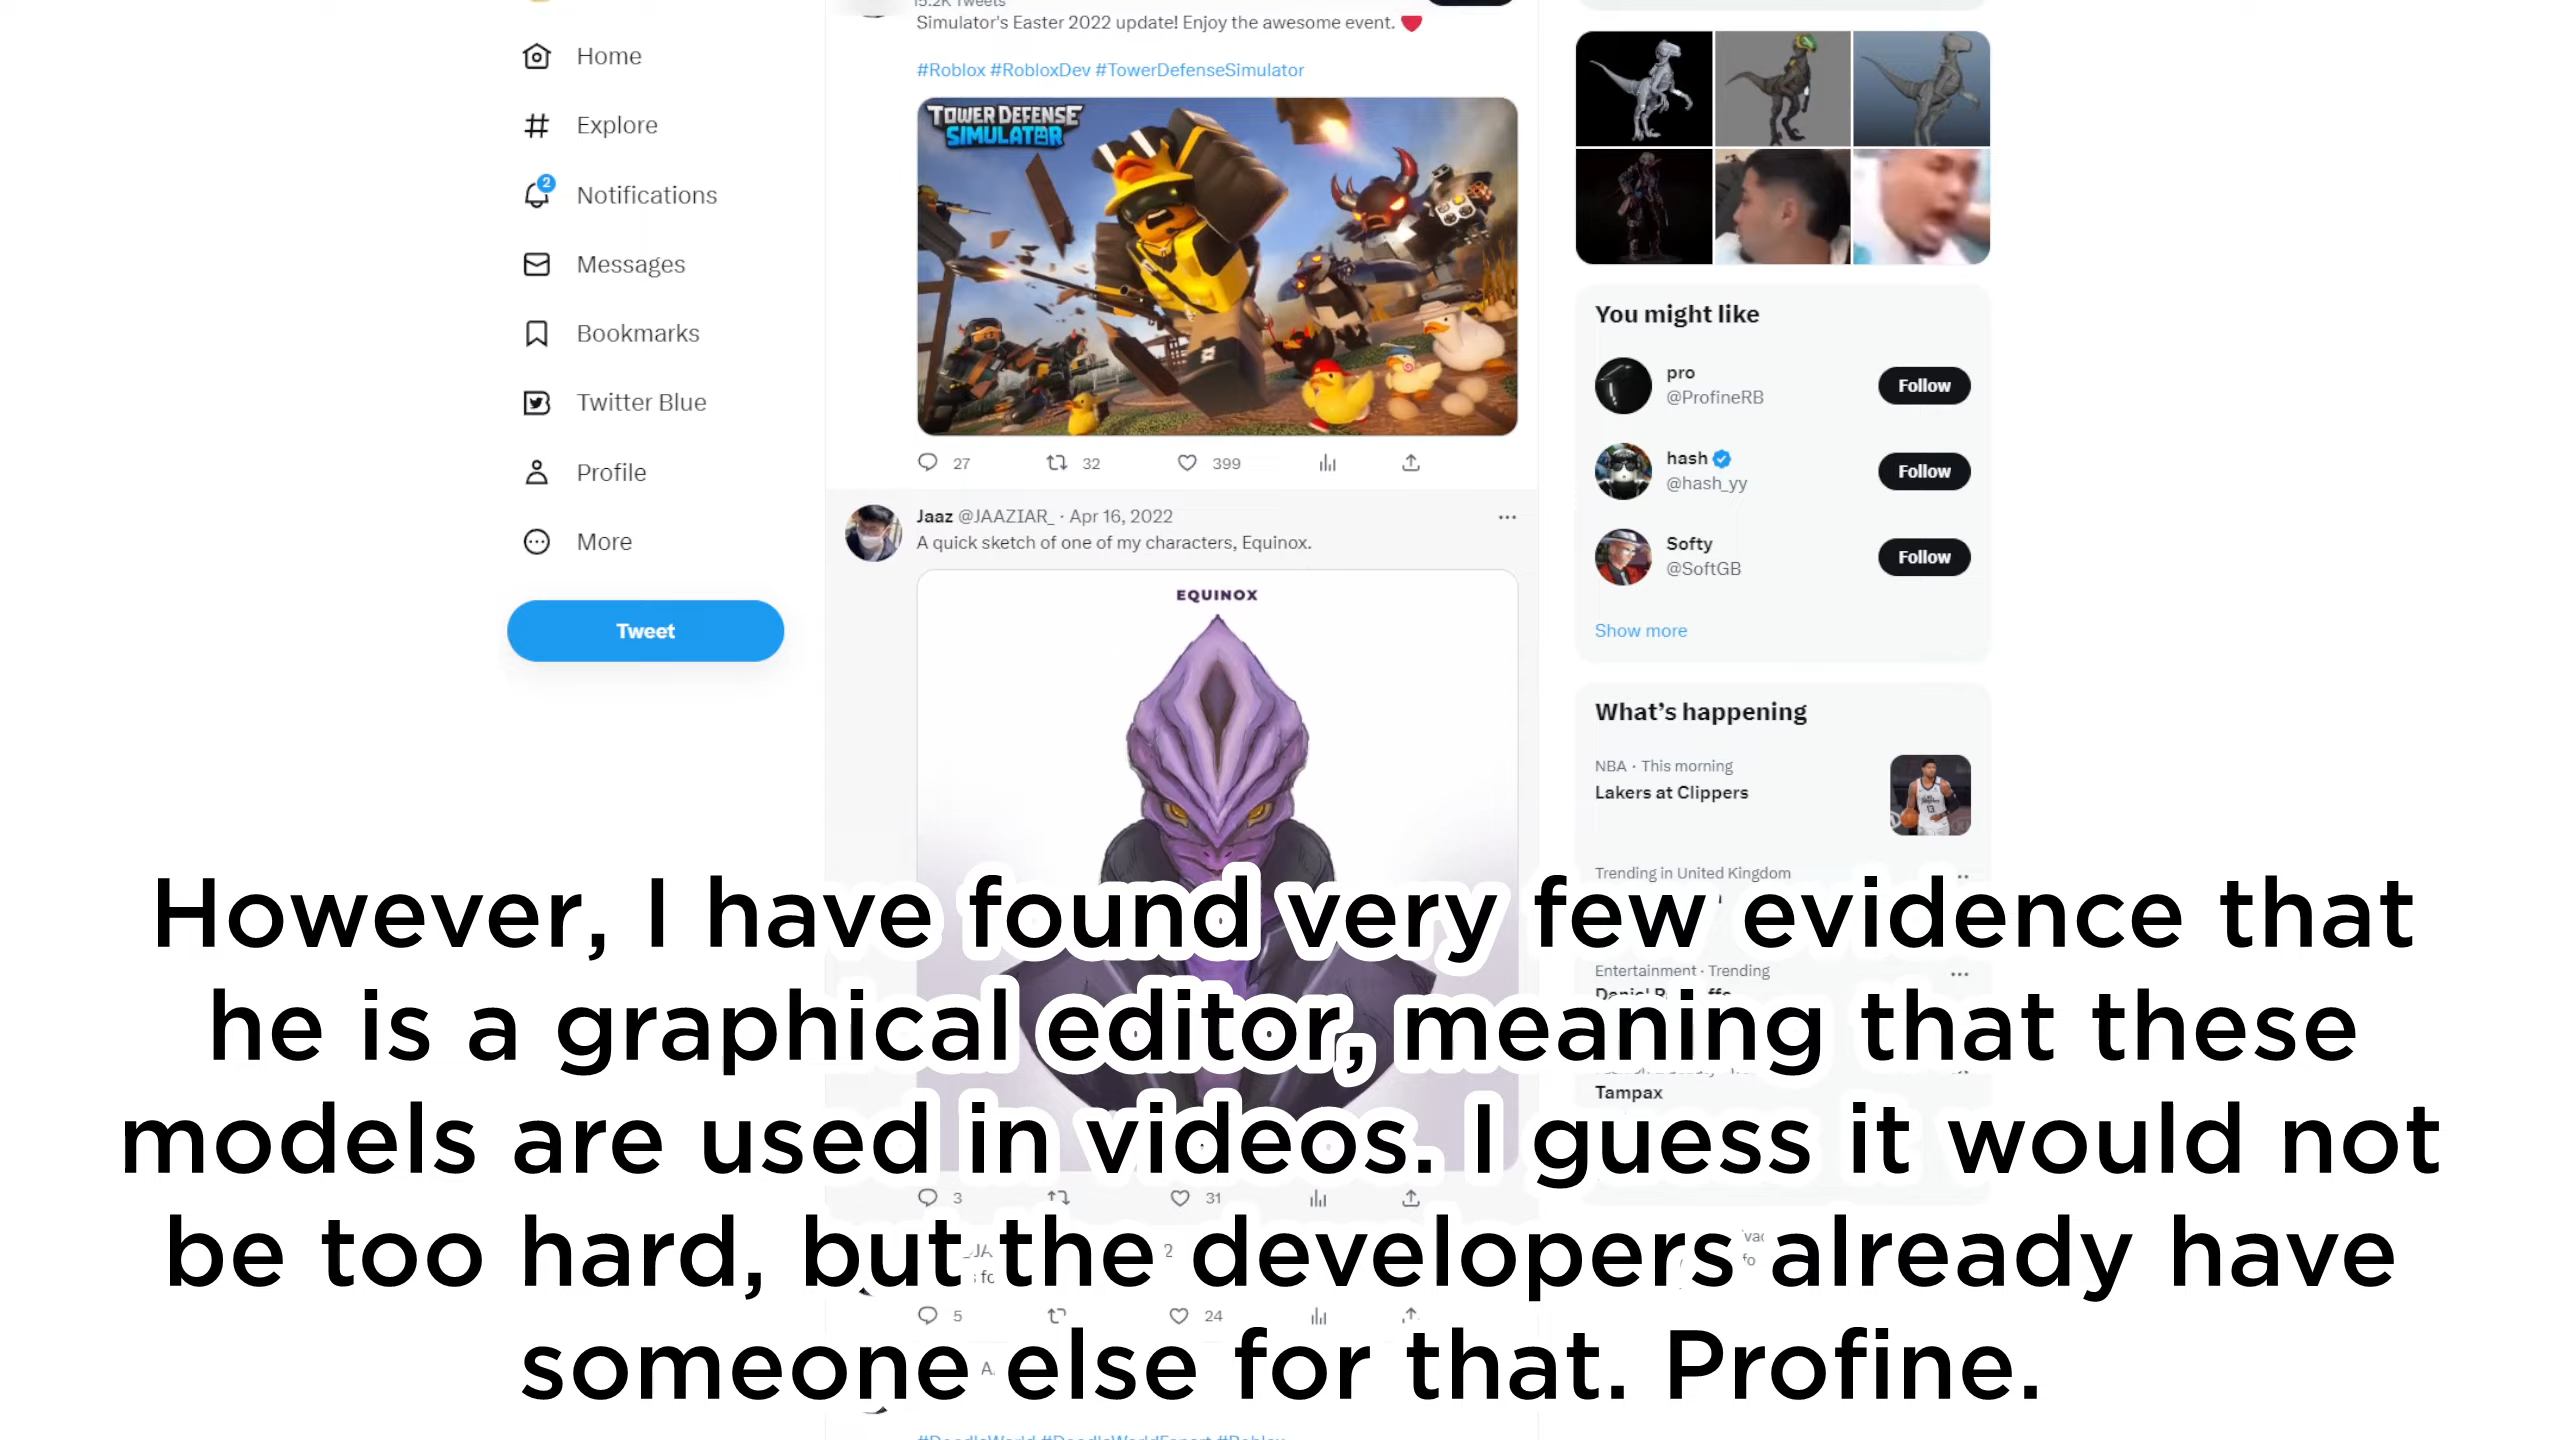 15.2K Tweets
Simulator's Easter 2022 update! Enjoy the awesome event.
#Roblox #RobloxDev #TowerDefenseSimulator
TOWER DEFENSE
SIMULATOR
27 32 399
Jaaz @JAAZIAR_ · Apr 16, 2022
A quick sketch of one of my characters, Equinox.
EQUINOX
3 31
5 24
Home
Explore
2
Notifications
Messages
Bookmarks
Twitter Blue
Profile
More
Tweet
You might like
pro
@ProfineRB
Follow
hash
@hash_yy
Follow
Softy
@SoftGB
Follow
Show more
What's happening
NBA · This morning
Lakers at Clippers
13
Trending in United Kingdom
Entertainment · Trending
Tampax
However, I have found very few evidence that
he is a graphical editor, meaning that these
models are used in videos. I guess it would not
be too hard, but the developers already have
someone else for that. Profine.